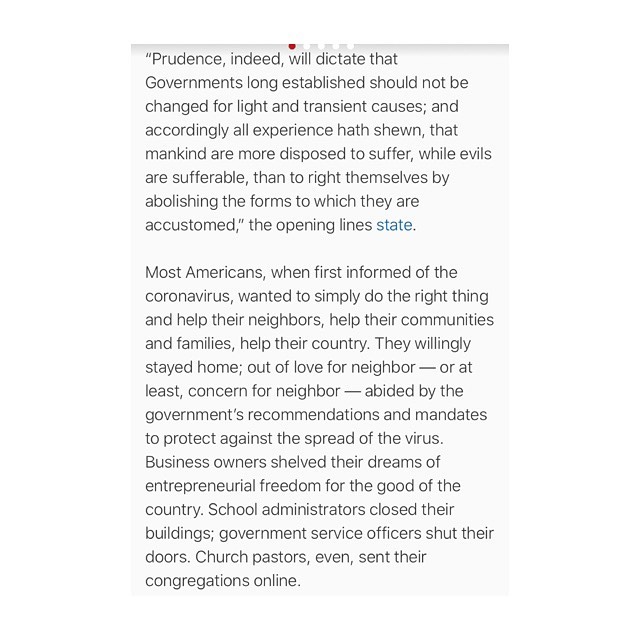 “Prudence, indeed, will dictate that
Governments long established should not be
changed for light and transient causes; and
accordingly all experience hath shewn, that
mankind are more disposed to suffer, while evils
are sufferable, than to right themselves by
abolishing the forms to which they are
accustomed,” the opening lines state.
Most Americans, when first informed of the
coronavirus, wanted to simply do the right thing
and help their neighbors, help their communities
and families, help their country. They willingly
stayed home; out of love for neighbor — or at
least, concern for neighbor — abided by the
government’s recommendations and mandates
to protect against the spread of the virus.
Business owners shelved their dreams of
entrepreneurial freedom for the good of the
country. School administrators closed their
buildings; government service officers shut their
doors. Church pastors, even, sent their
congregations online.